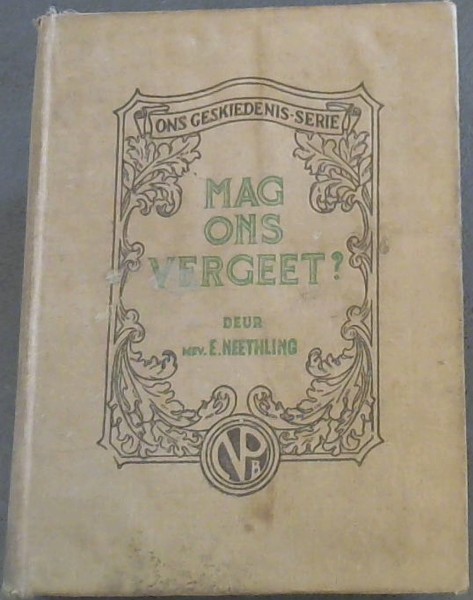 ONS GESKIEDENIS-SERIE
MAG
ONS
VERGEET?
DEUR
MEV. E. NEETHLING
NPB